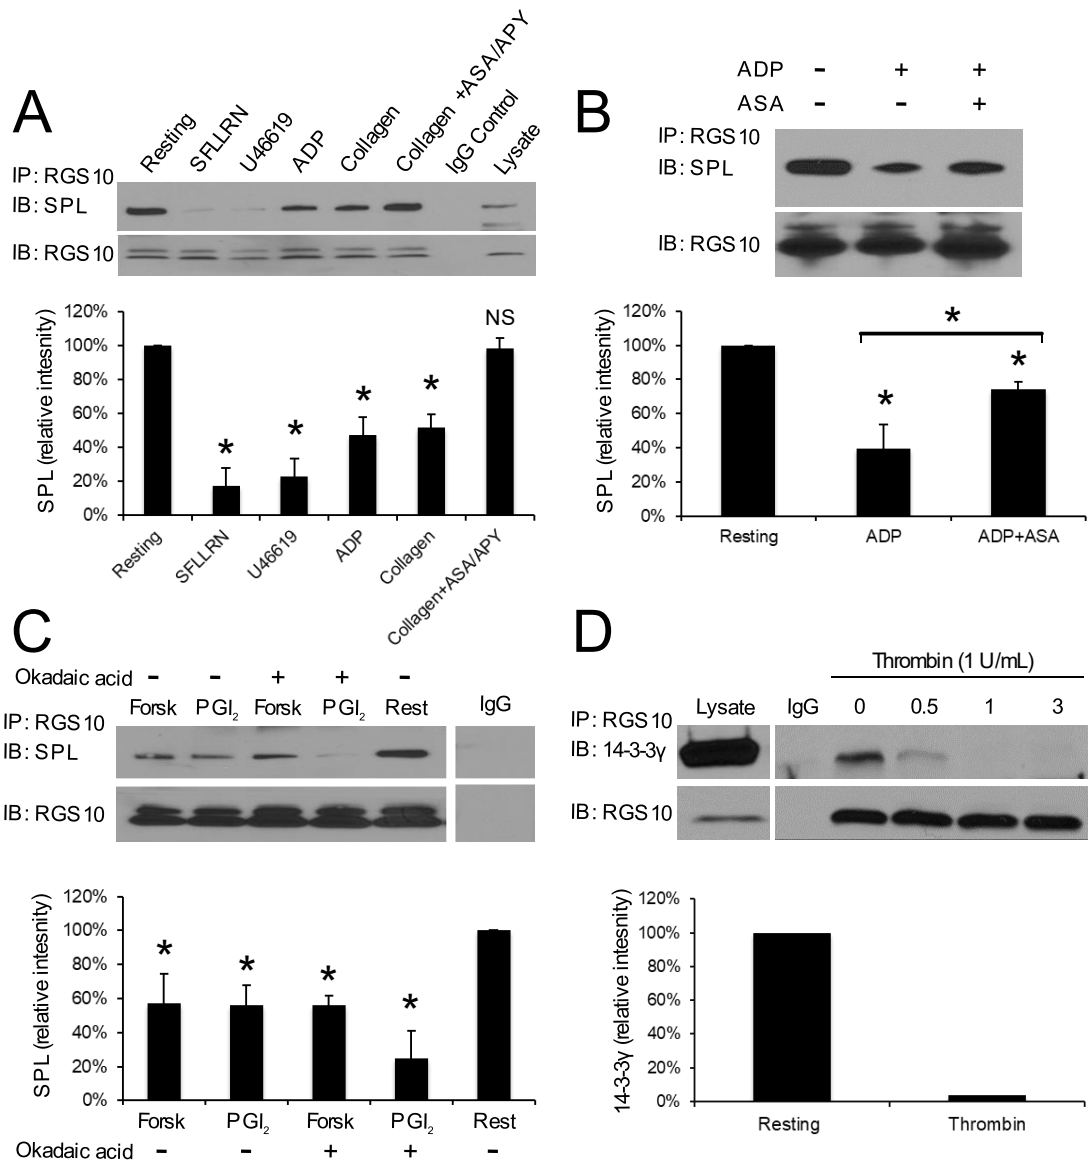 A
Resting
SFLLRN
U46619
ADP
Collagen
Collagen +ASA/APY
IgG Control
Lysate
IP: RGS10
IB: SPL
IB: RGS10
SPL (relative intesnity)
120%
100%
80%
60%
40%
20%
0%
* * * * NS
Resting
SFLLRN
U46619
ADP
Collagen
Collagen+ASA/APY
B
ADP - + +
ASA - - +
IP: RGS10
IB: SPL
IB: RGS10
SPL (relative intesnity)
120%
100%
80%
60%
40%
20%
0%
*
* *
Resting ADP ADP+ASA
C
Okadaic acid - - + + -
Forsk PGI₂ Forsk PGI₂ Rest IgG
IP: RGS10
IB: SPL
IB: RGS10
SPL (relative intesnity)
120%
100%
80%
60%
40%
20%
0%
* * * *
Forsk PGI₂ Forsk PGI₂ Rest
Okadaic acid - - + + -
D
Thrombin (1 U/mL)
Lysate IgG 0 0.5 1 3
IP: RGS10
IB: 14-3-3γ
IB: RGS10
14-3-3γ (relative intesnity)
120%
100%
80%
60%
40%
20%
0%
Resting Thrombin